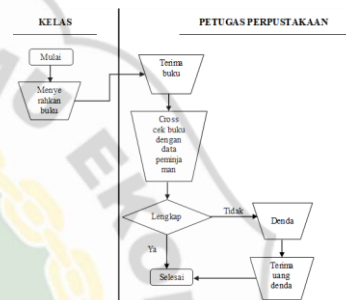 KELAS
PETUGAS PERPUSTAKAAN
Mulai
Menye
rahkan
buku
Terima
buku
Cross
cek buku
dengan
data
peminja
man
Lengkap
Tidak
Denda
Ya
Terima
uang
denda
Selesai